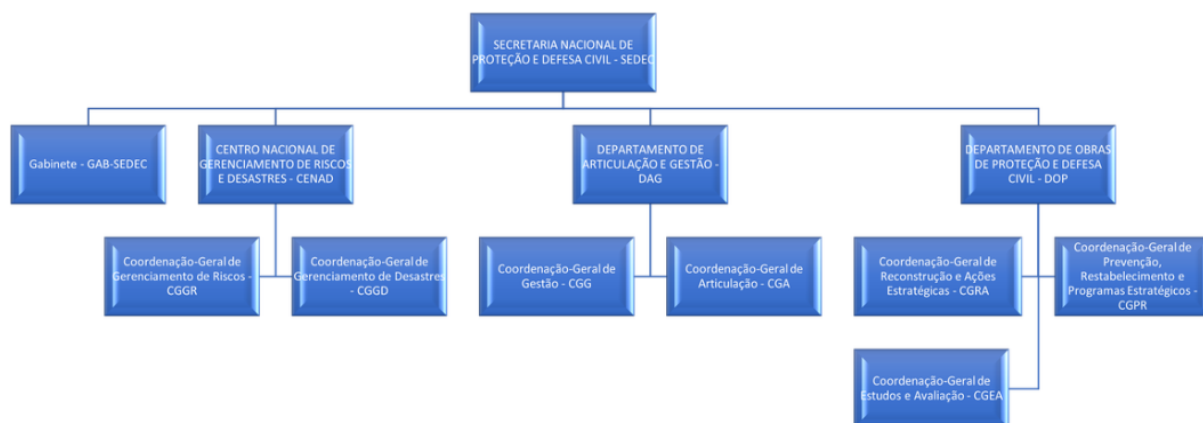 SECRETARIA NACIONAL DE
PROTEÇÃO E DEFESA CIVIL - SEDEC
Gabinete - GAB-SEDEC
CENTRO NACIONAL DE
GERENCIAMENTO DE RISCOS
E DESASTRES - CENAD
DEPARTAMENTO DE
ARTICULAÇÃO E GESTÃO -
DAG
DEPARTAMENTO DE OBRAS
DE PROTEÇÃO E DEFESA
CIVIL - DOP
Coordenação-Geral de
Gerenciamento de Riscos -
CGGR
Coordenação-Geral de
Gerenciamento de Desastres
- CGGD
Coordenação-Geral de
Gestão - CGG
Coordenação-Geral de
Articulação - CGA
Coordenação-Geral de
Reconstrução e Ações
Estratégicas - CGRA
Coordenação-Geral de
Prevenção,
Restabelecimento e
Programas Estratégicos -
CGPR
Coordenação-Geral de
Estudos e Avaliação - CGEA